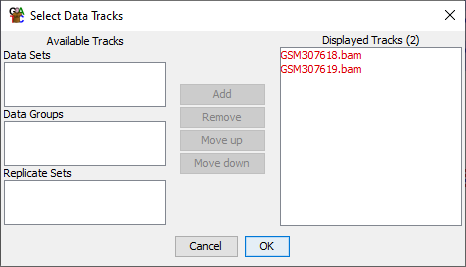 Select Data Tracks
Available Tracks
Data Sets
Data Groups
Replicate Sets
Add
Remove
Move up
Move down
Displayed Tracks (2)
GSM307618.bam
GSM307619.bam
Cancel
OK